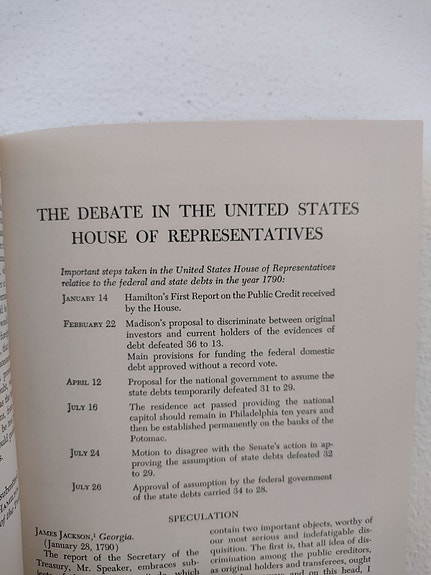 THE DEBATE IN THE UNITED STATES
HOUSE OF REPRESENTATIVES
Important steps taken in the United States House of Representatives
relative to the federal and state debts in the year 1790:
JANUARY 14 Hamilton's First Report on the Public Credit received
by the House.
FEBRUARY 22 Madison's proposal to discriminate between original
investors and current holders of the evidences of
debt defeated 36 to 13.
Main provisions for funding the federal domestic
debt approved without a record vote.
APRIL 12 Proposal for the national government to assume the
state debts temporarily defeated 31 to 29.
JULY 16 The residence act passed providing the national
capitol should remain in Philadelphia ten years and
then be established permanently on the banks of the
Potomac.
JULY 24 Motion to disagree with the Senate's action in ap-
proving the assumption of state debts defeated 32
to 29.
JULY 26 Approval of assumption by the federal government
of the state debts carried 34 to 28.
SPECULATION
JAMES JACKSON,¹ Georgia.
(January 28, 1790)
The report of the Secretary of the
Treasury, Mr. Speaker, embraces sub-
which
contain two important objects, worthy of
our most serious and indefatigable dis-
quisition. The first is, that all idea of dis-
crimination among the public creditors,
as original holders and transferees, ought
and on this head, I